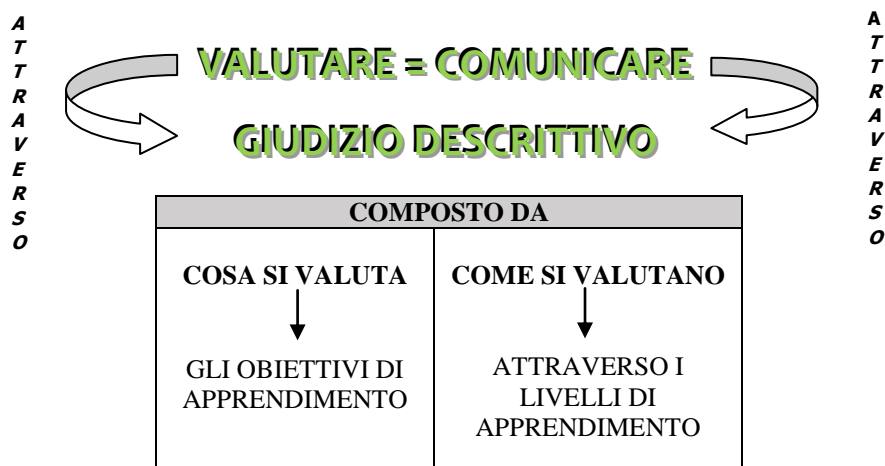 ATTRAVERSO
VALUTARE = COMUNICARE
GIUDIZIO DESCRITTIVO
ATTRAVERSO
COMPOSTO DA
COSA SI VALUTA
GLI OBIETTIVI DI
APPRENDIMENTO
COME SI VALUTANO
ATTRAVERSO I
LIVELLI DI
APPRENDIMENTO